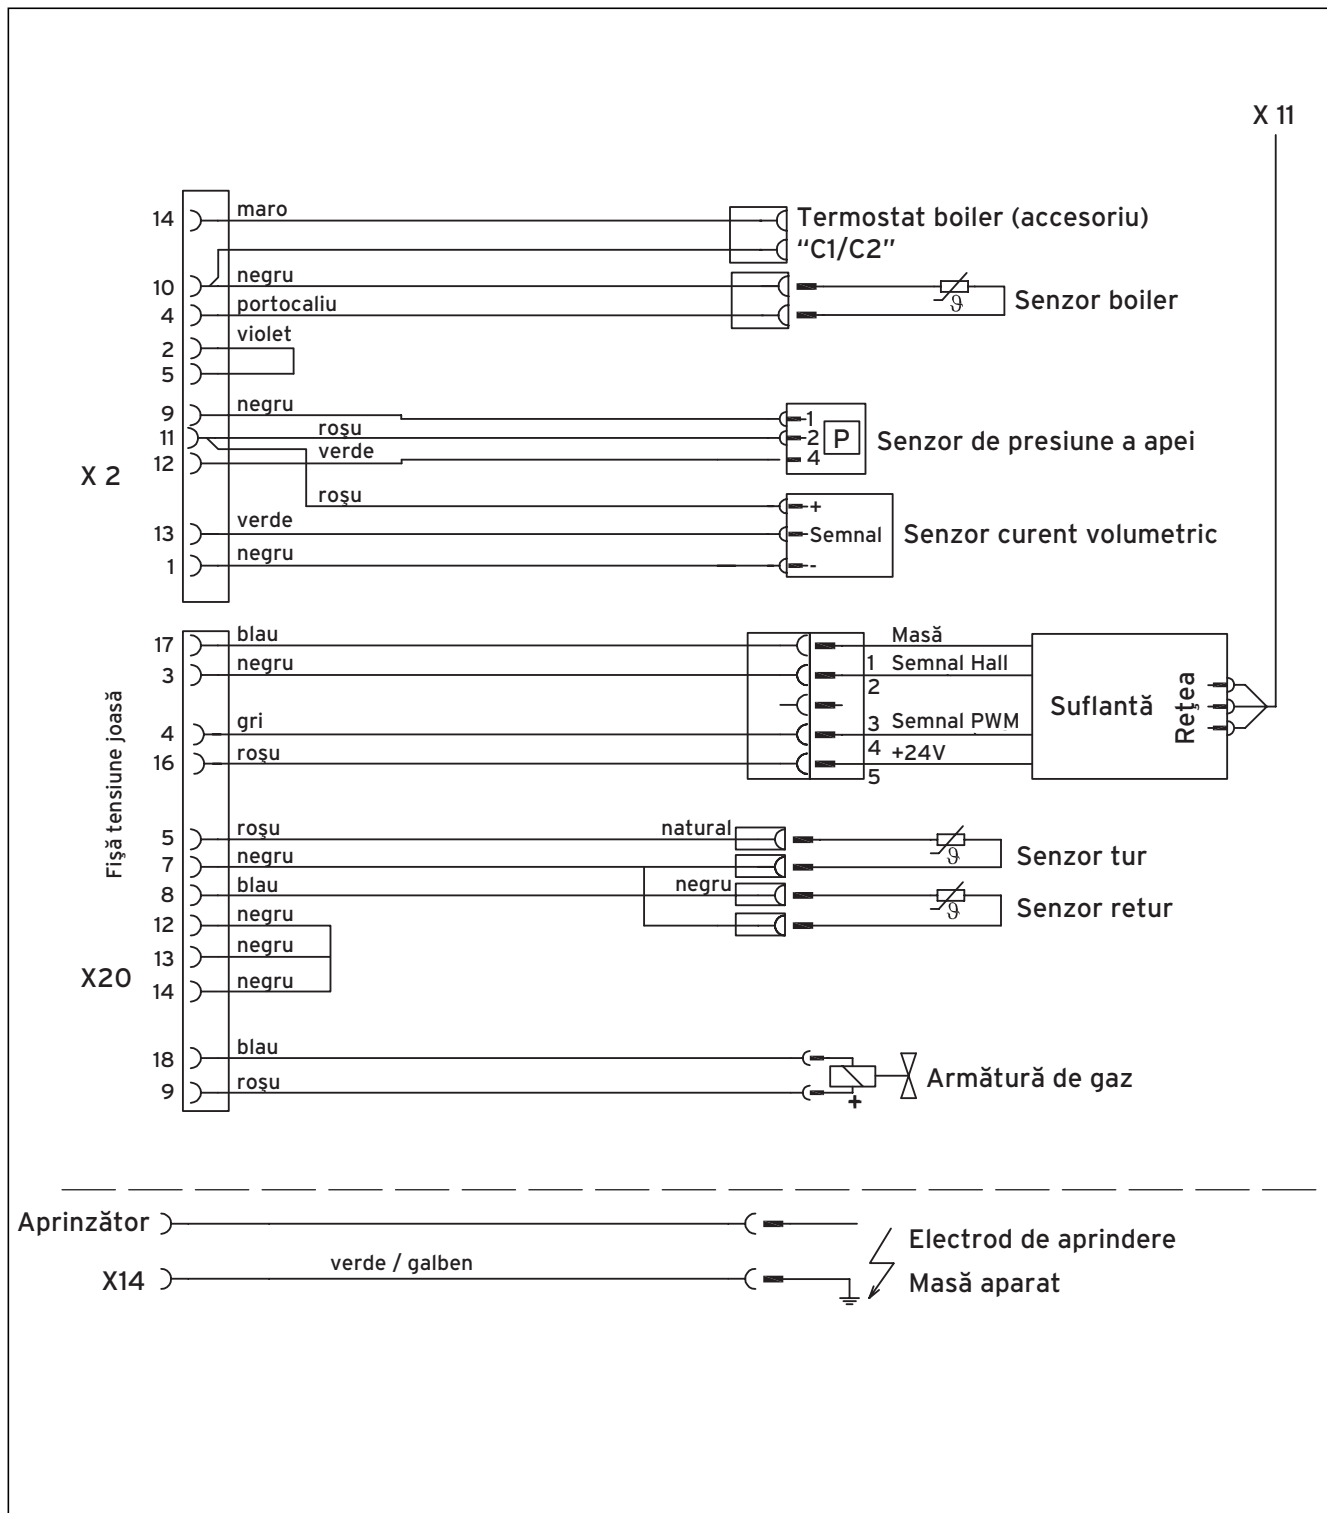 X 11
14 maro
Termostat boiler (accesoriu)
“C1/C2”
10 negru
4 portocaliu
ϑ
Senzor boiler
2 violet
5
9 negru
1
11 roşu
2 P
Senzor de presiune a apei
12 verde
4
X 2
roşu
+
13 verde
Semnal
Senzor curent volumetric
1 negru
-
Fişă tensiune joasă
17 blau
Masă
3 negru
1 Semnal Hall
2
4 gri
3 Semnal PWM
16 roşu
4 +24V
5
Suflantă
Reţea
5 roşu
natural
ϑ
Senzor tur
7 negru
8 blau
negru
ϑ
Senzor retur
12 negru
13 negru
X20
14 negru
18 blau
Armătură de gaz
9 roşu
+
Aprinzător
Electrod de aprindere
verde / galben
X14
Masă aparat